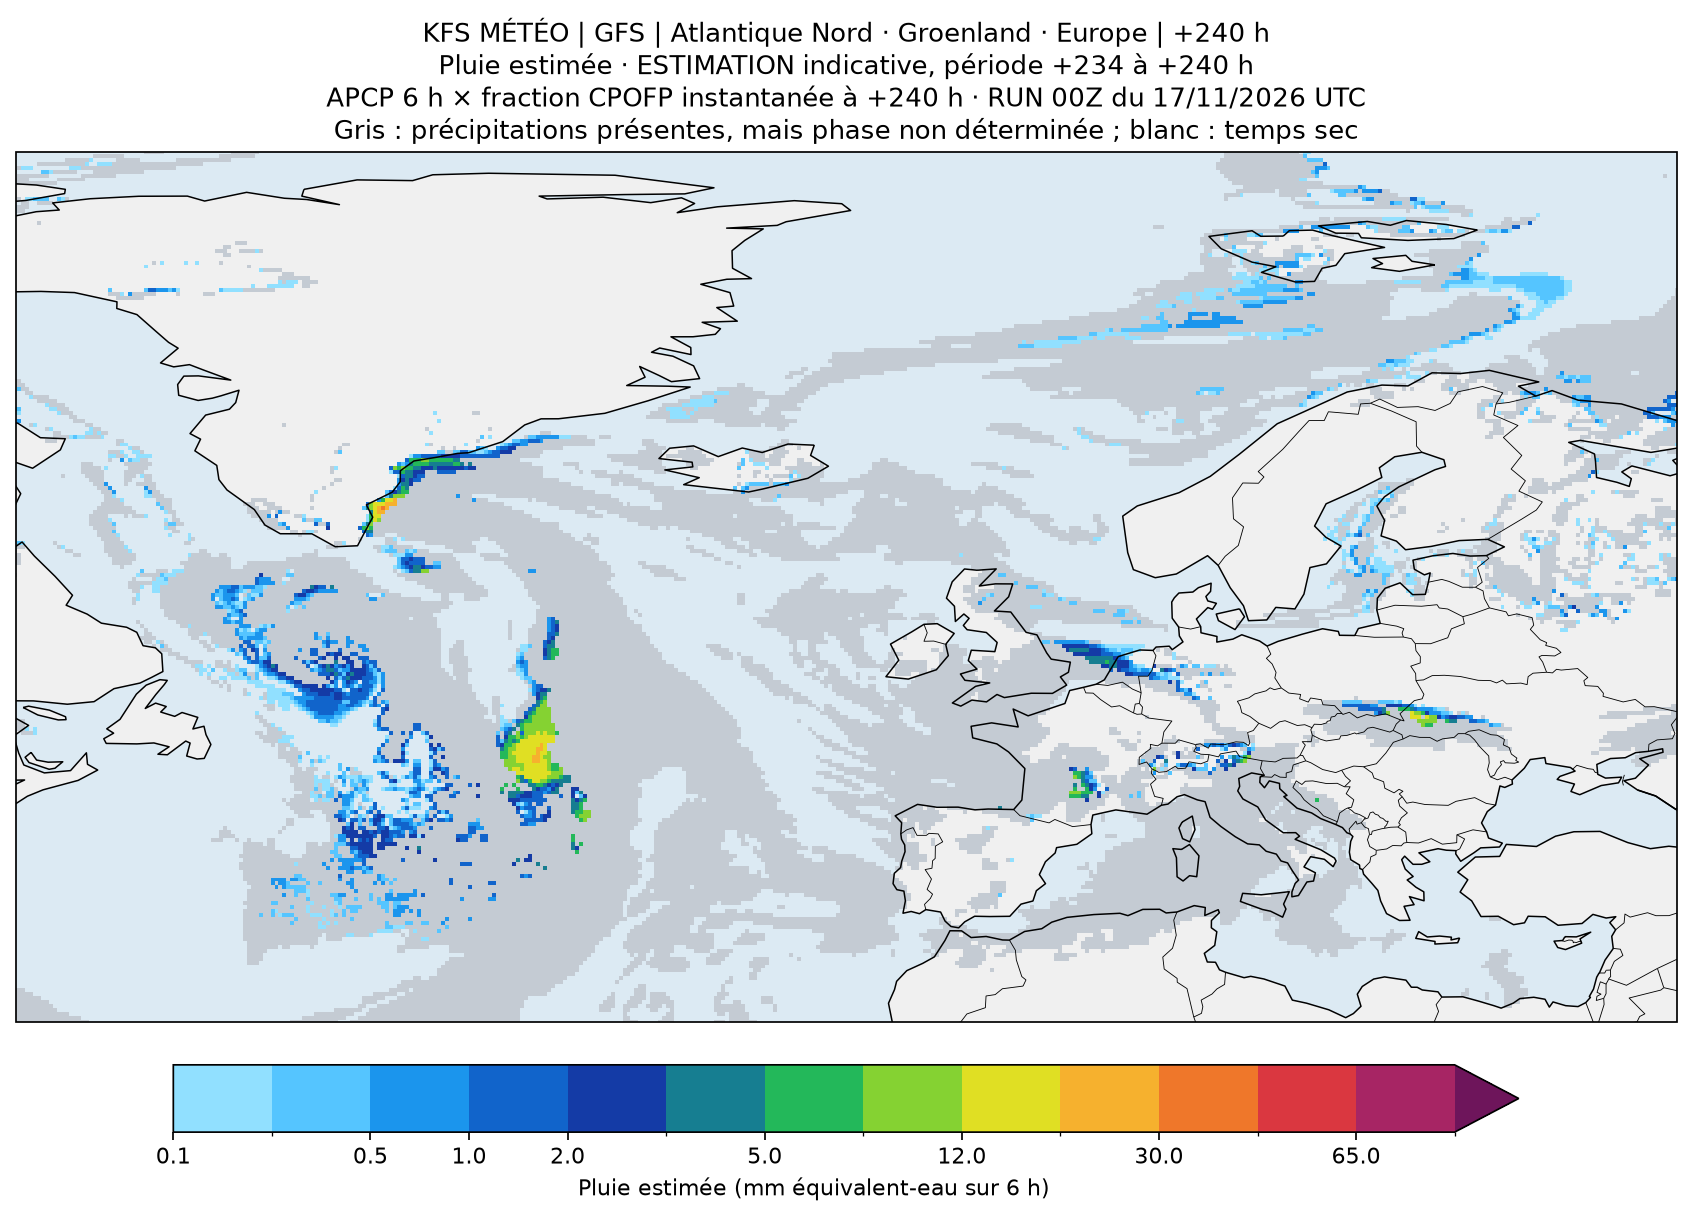 KFS MÉTÉO | GFS | Atlantique Nord · Groenland · Europe | +240 h
Pluie estimée · ESTIMATION indicative, période +234 à +240 h
APCP 6 h × fraction CPOFP instantanée à +240 h · RUN 00Z du 17/11/2026 UTC
Gris : précipitations présentes, mais phase non déterminée ; blanc : temps sec
0.1 0.5 1.0 2.0 5.0 12.0 30.0 65.0
Pluie estimée (mm équivalent-eau sur 6 h)